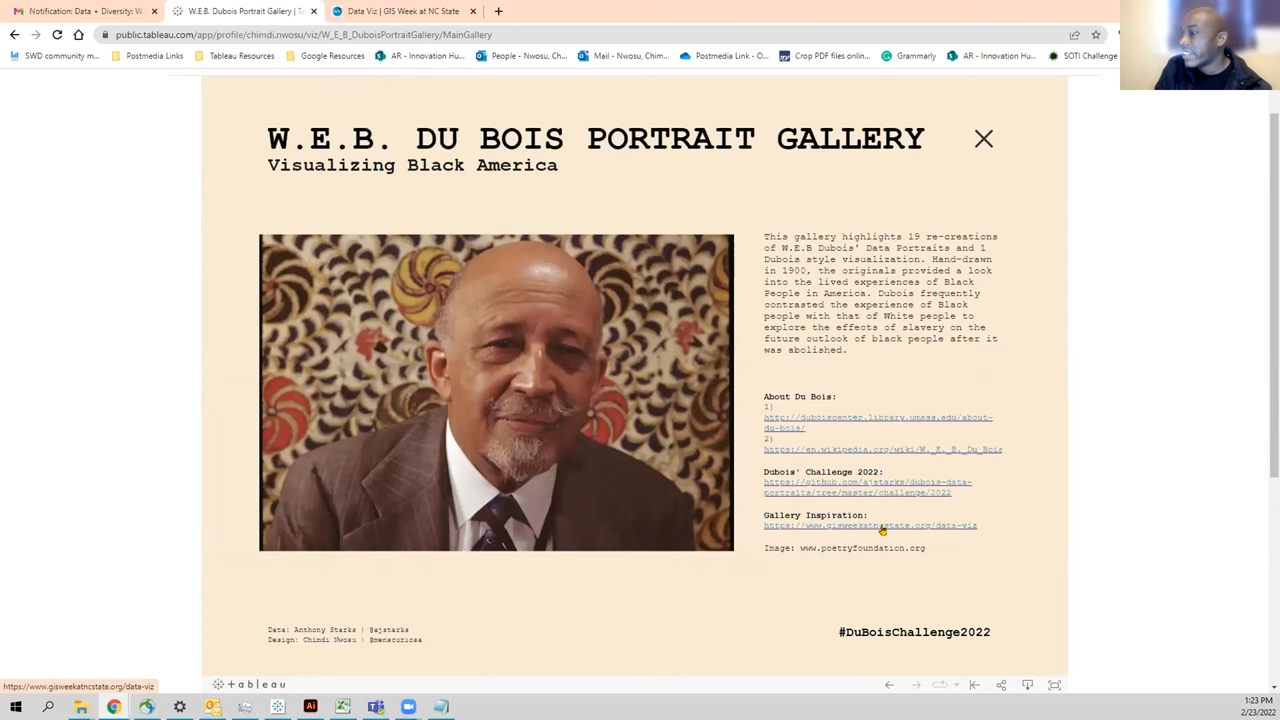 Notification: Data + Diversity: W
W.E.B. Dubois Portrait Gallery | T
Data Viz | GIS Week at NC State
public.tableau.com/app/profile/chimdi.nwosu/viz/W_E_B_DuboisPortraitGallery/MainGallery
SWD community m...
Postmedia Links
Tableau Resources
Google Resources
AR - Innovation Hu...
People - Nwosu, Ch...
Mail - Nwosu, Chim...
Postmedia Link - O...
Crop PDF files onlin...
Grammarly
AR - Innovation Hu...
SOTI Challenge
W.E.B. DU BOIS PORTRAIT GALLERY
Visualizing Black America
This gallery highlights 19 re-creations
of W.E.B Dubois' Data Portraits and 1
Dubois style visualization. Hand-drawn
in 1900, the originals provided a look
into the lived experiences of Black
People in America. Dubois frequently
contrasted the experience of Black
people with that of White people to
explore the effects of slavery on the
future outlook of black people after it
was abolished.
About Du Bois:
1)
http://duboiscenter.library.umass.edu/about-
du-bois/
2)
https://en.wikipedia.org/wiki/W._E._B._Du_Bois
Dubois' Challenge 2022:
https://github.com/ajstarks/dubois-data-
portraits/tree/master/challenge/2022
Gallery Inspiration:
https://www.gisweekatncstate.org/data-viz
Image: www.poetryfoundation.org
Data: Anthony Starks | @ajstarks
Design: Chimdi Nwosu | @menscuriosa
#DuBoisChallenge2022
+ a b l e a u
https://www.gisweekatncstate.org/data-viz
1:23 PM
2/23/2022